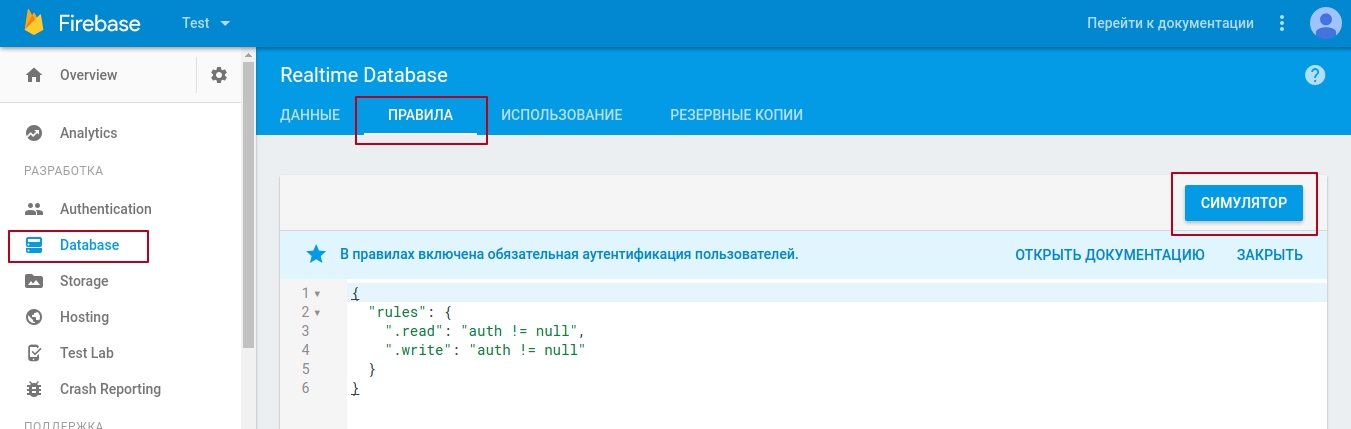 Firebase Test Перейти к документации
Overview
Realtime Database ?
ДАННЫЕ ПРАВИЛА ИСПОЛЬЗОВАНИЕ РЕЗЕРВНЫЕ КОПИИ
Analytics
РАЗРАБОТКА
Authentication
Database
Storage
Hosting
Test Lab
Crash Reporting
ПОДДЕРЖКА
СИМУЛЯТОР
В правилах включена обязательная аутентификация пользователей. ОТКРЫТЬ ДОКУМЕНТАЦИЮ ЗАКРЫТЬ
1 {
2 "rules": {
3 ".read": "auth != null",
4 ".write": "auth != null"
5 }
6 }